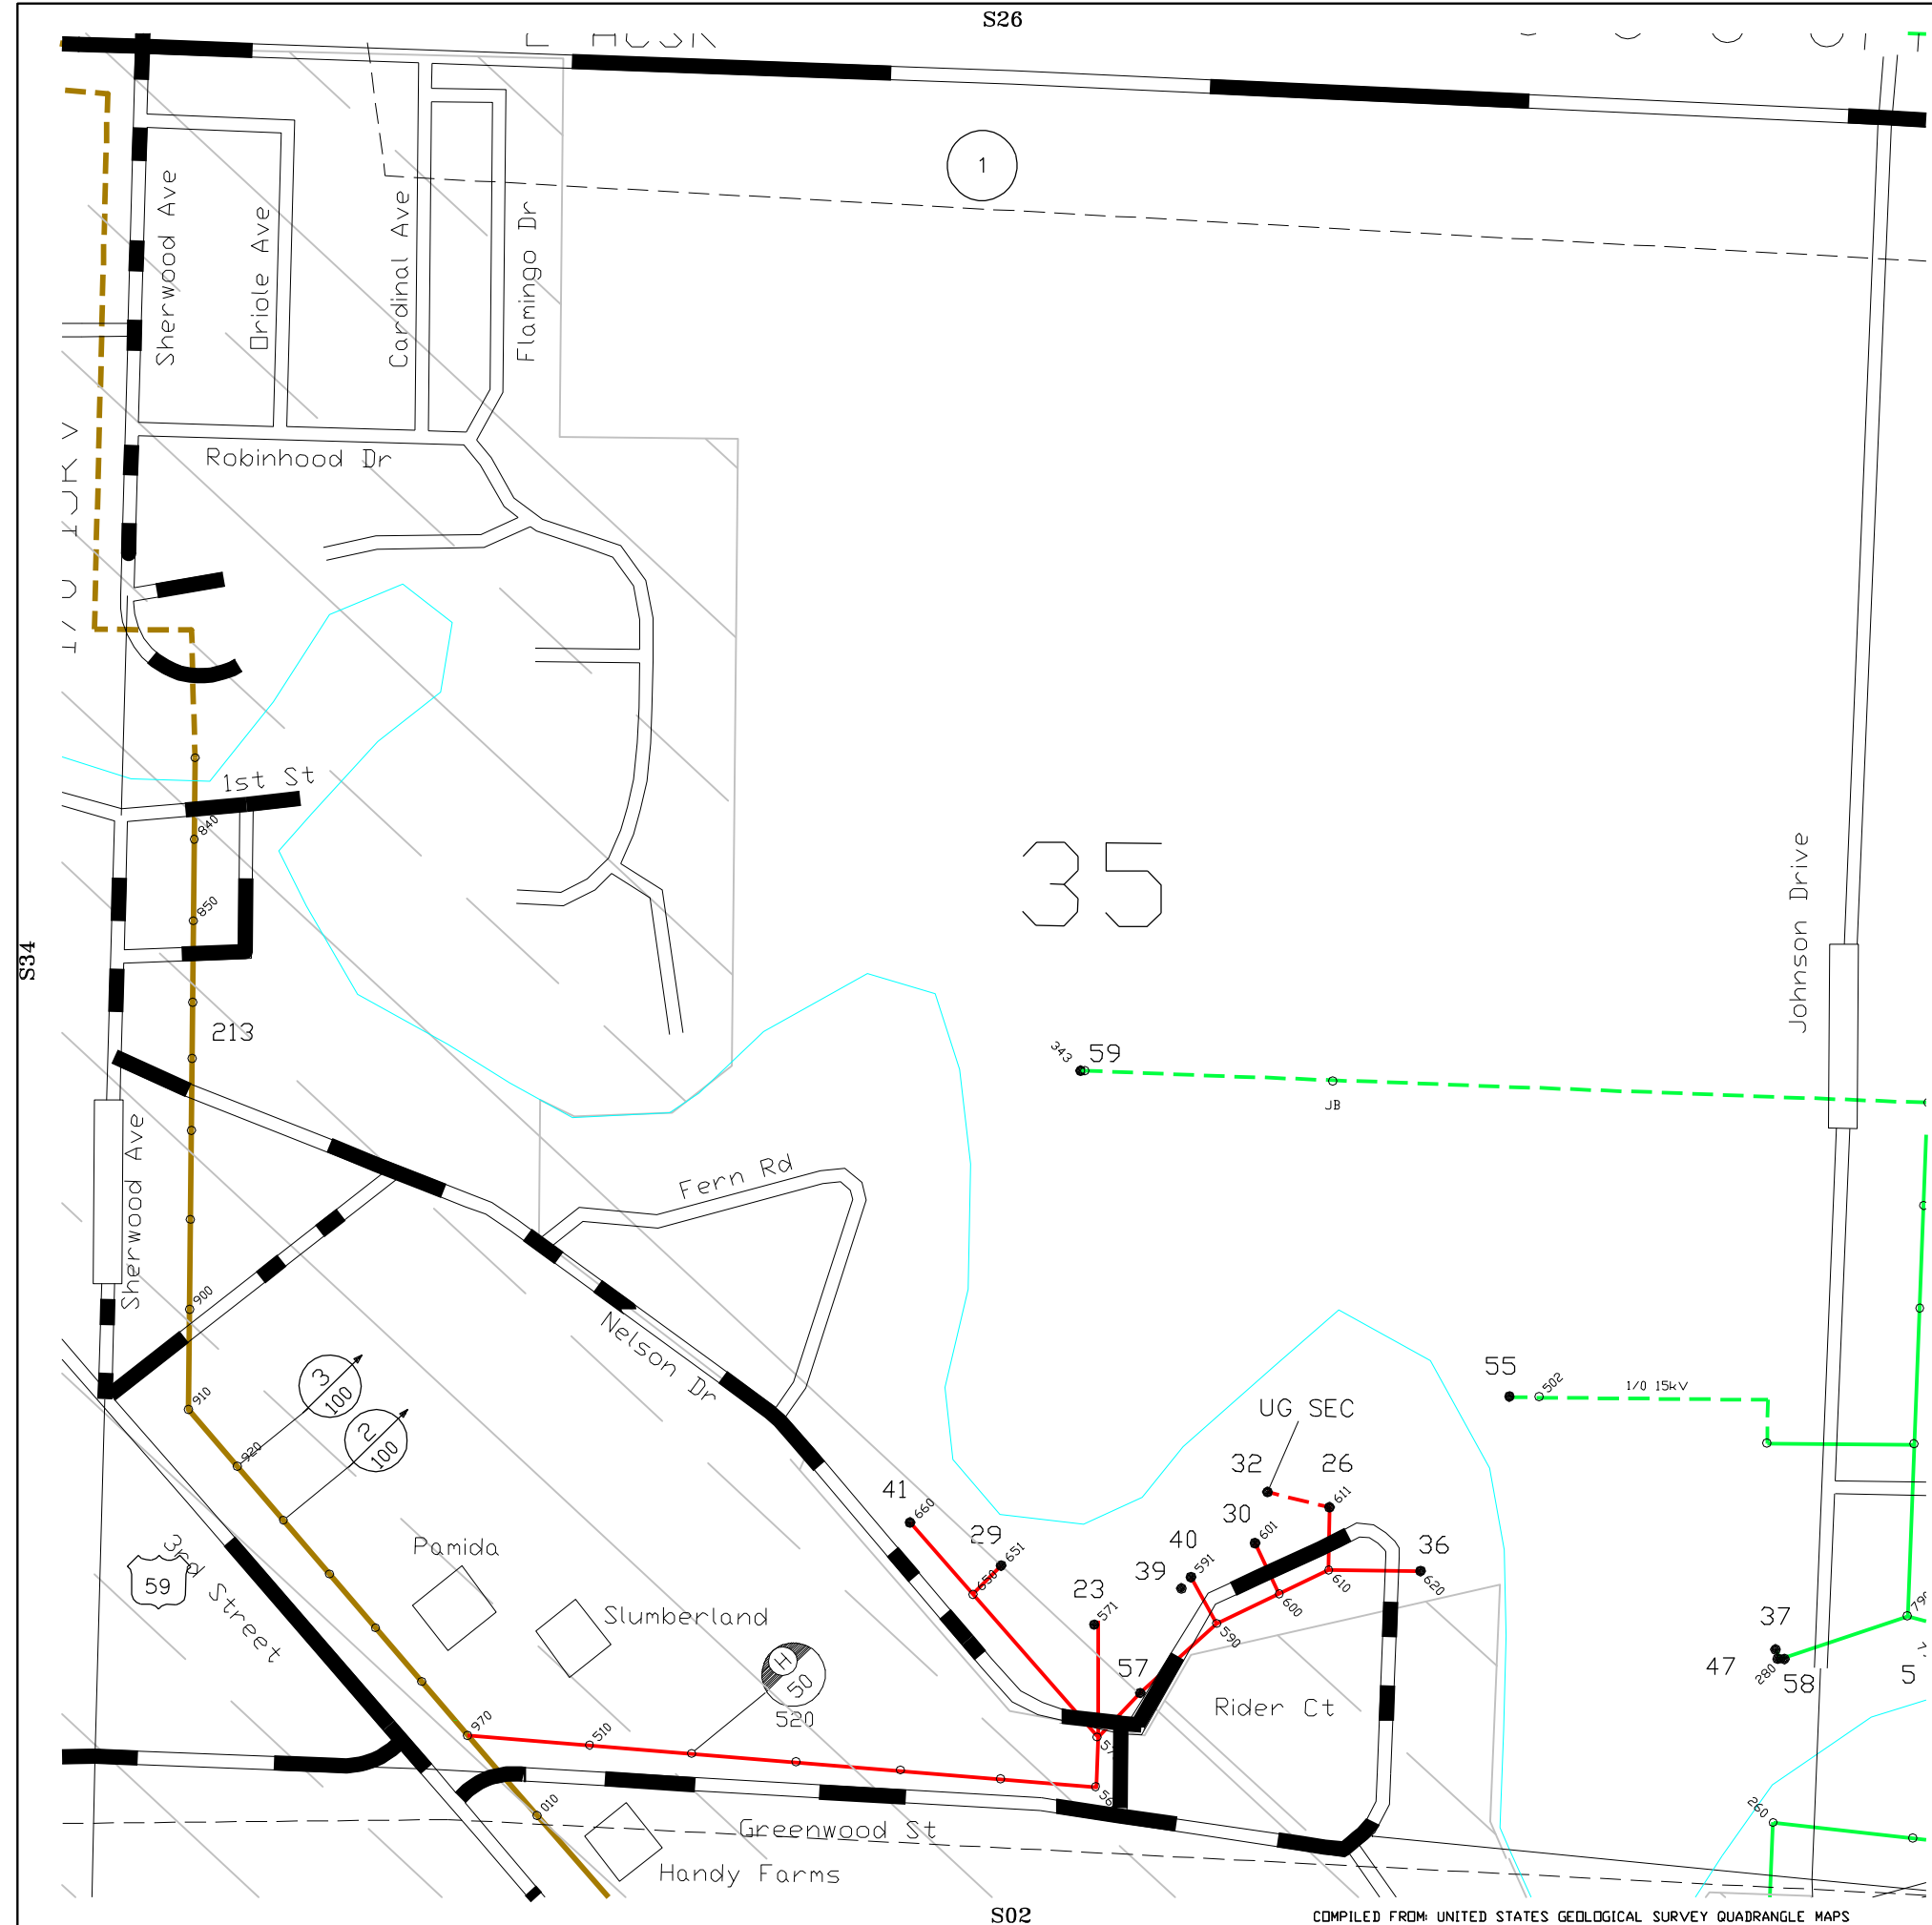 S26
1
Sherwood Ave
Oriole Ave
Cardinal Ave
Flamingo Dr
Robinhood Dr
1st St
840
850
35
Johnson Drive
S34
213
343
59
JB
Sherwood Ave
Fern Rd
900
Nelson Dr
910
3
100
2
100
920
55
502
1/0 15kV
UG SEC
32
26
611
41
660
30
601
29
651
650
40
591
39
36
620
610
600
590
23
571
Pamida
59
3rd Street
Slumberland
H
50
520
57
Rider Ct
37
47
280
58
5
970
510
010
260
Greenwood St
Handy Farms
S02
COMPILED FROM: UNITED STATES GEOLOGICAL SURVEY QUADRANGLE MAPS